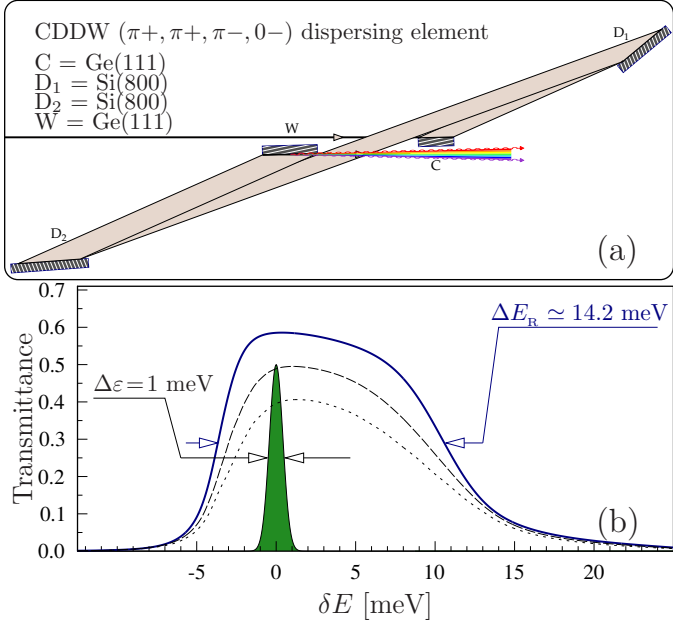 CDDW (π+, π+, π−, 0−) dispersing element
C = Ge(111)
D₁ = Si(800)
D₂ = Si(800)
W = Ge(111)
D₁
W
C
D₂
(a)
0.7
0.6
0.5
0.4
0.3
0.2
0.1
0.0
Transmittance
ΔE_R ≃ 14.2 meV
Δε=1 meV
(b)
-5 0 5 10 15 20
δE [meV]